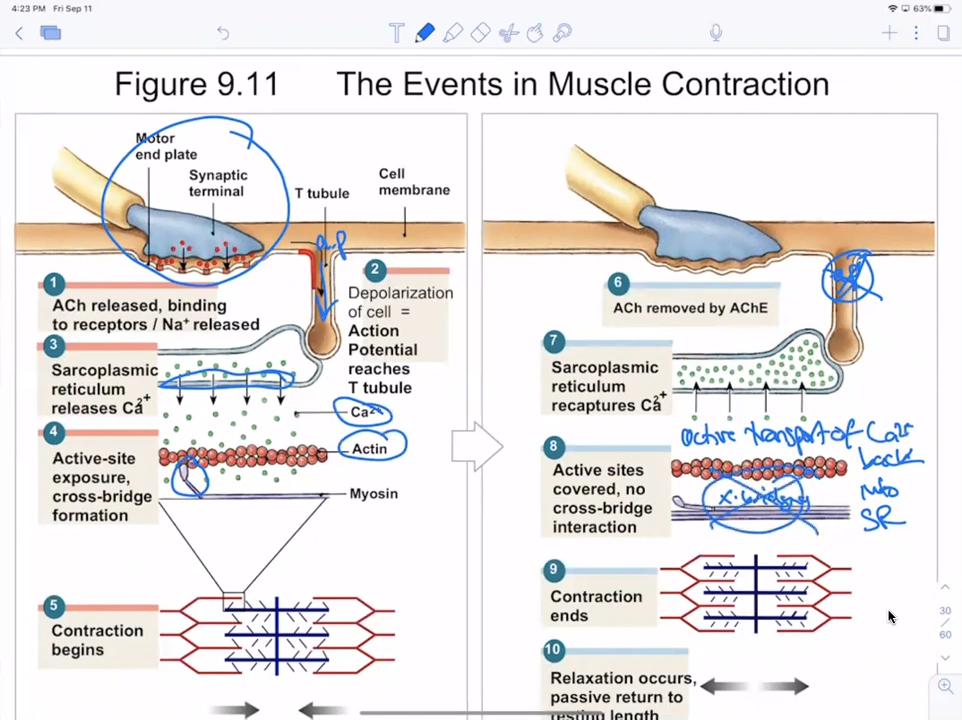 4:23 PM Fri Sep 11
63%
T
Figure 9.11 The Events in Muscle Contraction
Motor
end plate
Synaptic
terminal
T tubule
Cell
membrane
a.p
1
ACh released, binding
to receptors / Na⁺ released
2
Depolarization
of cell =
Action
Potential
reaches
T tubule
3
Sarcoplasmic
reticulum
releases Ca²⁺
Ca²⁺
4
Active-site
exposure,
cross-bridge
formation
Actin
Myosin
5
Contraction
begins
6
ACh removed by AChE
7
Sarcoplasmic
reticulum
recaptures Ca²⁺
active transport of Ca²⁺
back
into
SR
8
Active sites
covered, no
cross-bridge
interaction
9
Contraction
ends
10
Relaxation occurs,
passive return to
resting length
30
/
60